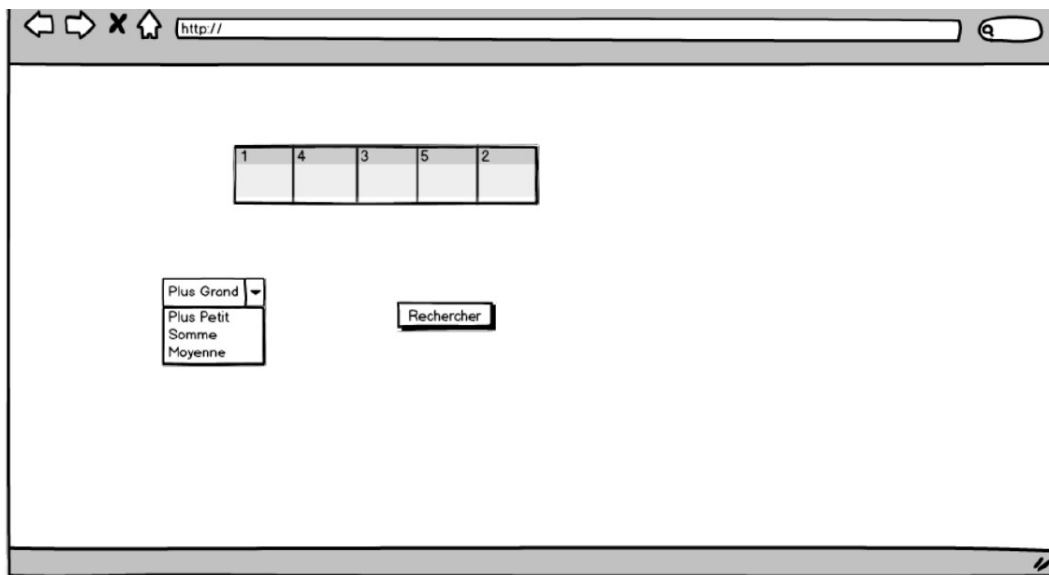 http://
1 4 3 5 2
Plus Grand
Plus Petit
Somme
Moyenne
Rechercher